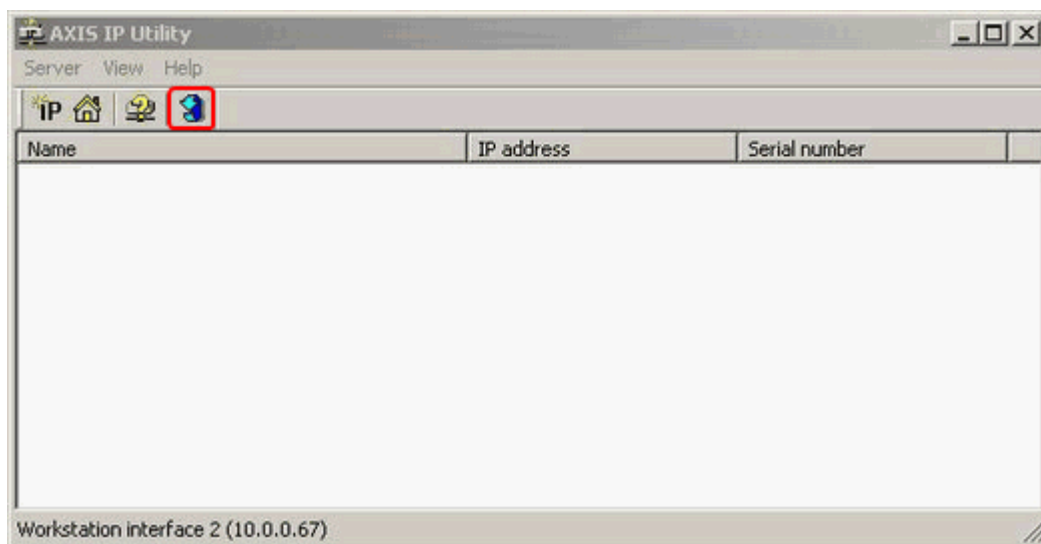 AXIS IP Utility
Server View Help
IP
Name IP address Serial number
Workstation interface 2 (10.0.0.67)